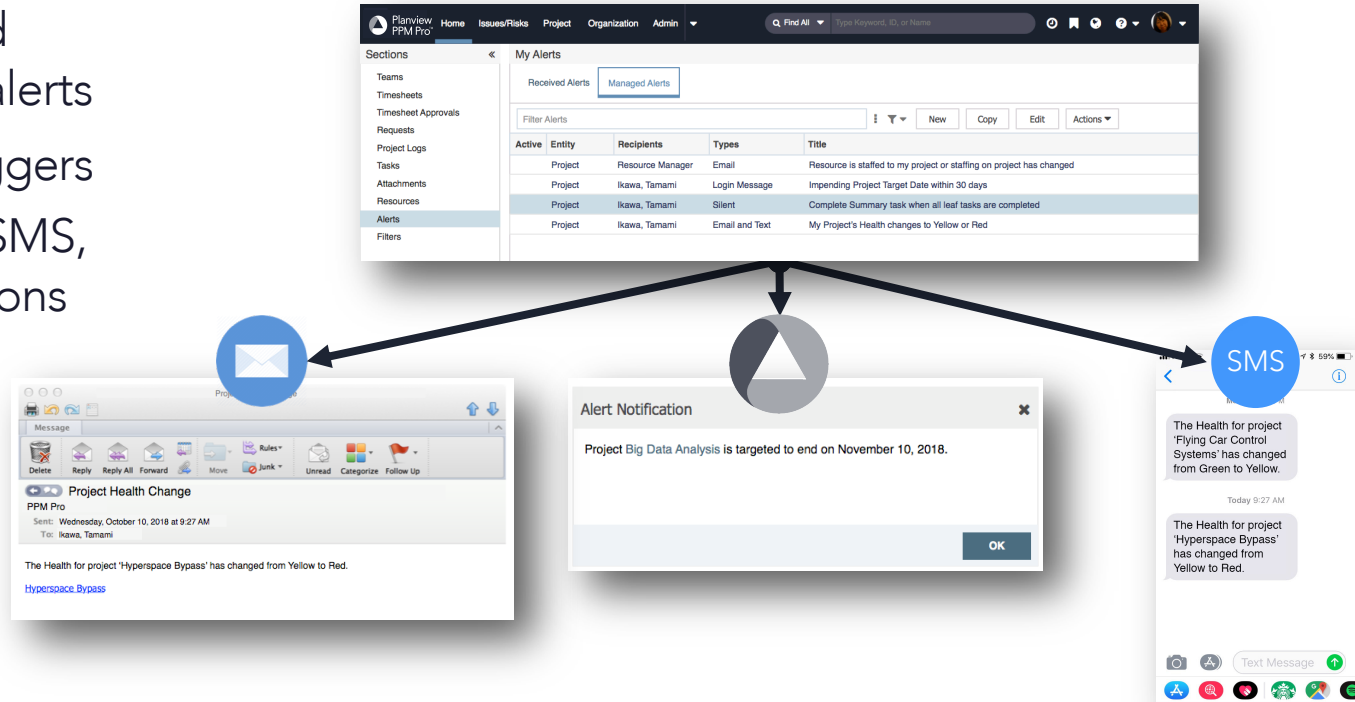 alerts
SMS,
Planview
PPM Pro
Home Issues/Risks Project Organization Admin
Find All Type Keyword, ID, or Name
Sections «
Teams
Timesheets
Timesheet Approvals
Requests
Project Logs
Tasks
Attachments
Resources
Alerts
Filters
My Alerts
Received Alerts Managed Alerts
Filter Alerts New Copy Edit Actions
Active Entity Recipients Types Title
Project Resource Manager Email Resource is staffed to my project or staffing on project has changed
Project Ikawa, Tamami Login Message Impending Project Target Date within 30 days
Project Ikawa, Tamami Silent Complete Summary task when all leaf tasks are completed
Project Ikawa, Tamami Email and Text My Project's Health changes to Yellow or Red
Message
Delete Reply Reply All Forward Move Rules Junk Unread Categorize Follow Up
Project Health Change
PPM Pro
Sent: Wednesday, October 10, 2018 at 9:27 AM
To: Ikawa, Tamami
The Health for project 'Hyperspace Bypass' has changed from Yellow to Red.
Hyperspace Bypass
Alert Notification
Project Big Data Analysis is targeted to end on November 10, 2018.
OK
SMS
59%
The Health for project
‘Flying Car Control
Systems’ has changed
from Green to Yellow.
Today 9:27 AM
The Health for project
‘Hyperspace Bypass’
has changed from
Yellow to Red.
Text Message